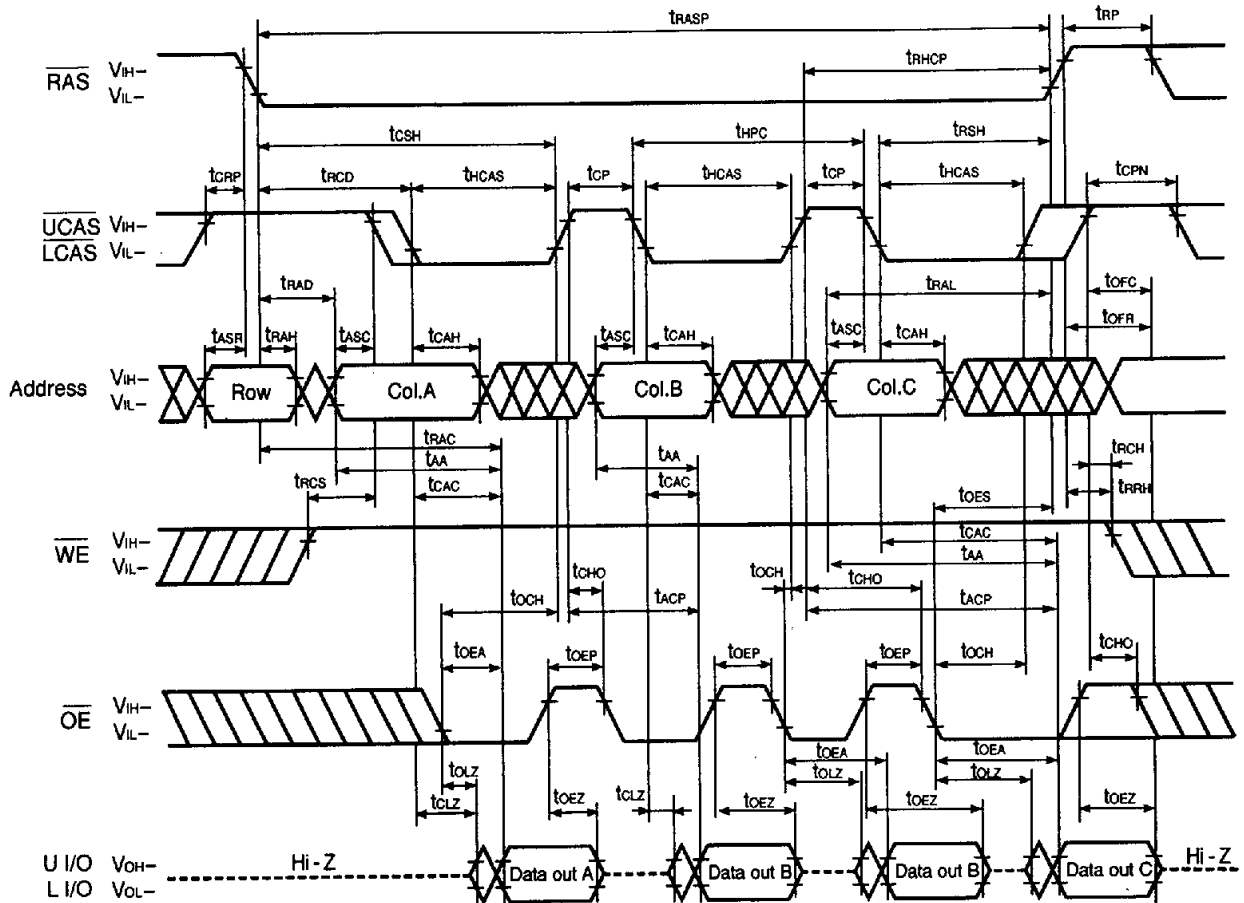 tRASP tRP
RAS VIH– VIL– tRHCP
tCSH tHPC tRSH
tCRP tRCD tHCAS tCP tHCAS tCP tHCAS tCPN
UCAS VIH–
LCAS VIL–
tRAD tRAL tOFC
tOFR
tASR tRAH tASC tCAH tASC tCAH tASC tCAH
Address VIH– VIL– Row Col.A Col.B Col.C
tRAC tRCH
tAA tAA
tRCS tCAC tCAC tOES tRRH
WE VIH– VIL– tCAC
tAA
tCHO tOCH tCHO
tOCH tACP tACP
tOEA tOEP tOEP tOEP tOCH tCHO
OE VIH– VIL–
tOEA tOEA
tOLZ tOLZ tOLZ
tCLZ tOEZ tCLZ tOEZ tOEZ tOEZ
U I/O VOH– Hi - Z Data out A Data out B Data out B Data out C Hi - Z
L I/O VOL–